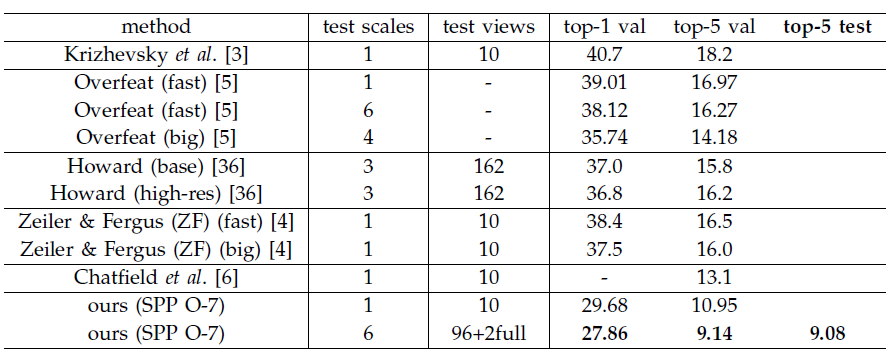 method test scales test views top-1 val top-5 val top-5 test
Krizhevsky et al. [3] 1 10 40.7 18.2
Overfeat (fast) [5] 1 - 39.01 16.97
Overfeat (fast) [5] 6 - 38.12 16.27
Overfeat (big) [5] 4 - 35.74 14.18
Howard (base) [36] 3 162 37.0 15.8
Howard (high-res) [36] 3 162 36.8 16.2
Zeiler & Fergus (ZF) (fast) [4] 1 10 38.4 16.5
Zeiler & Fergus (ZF) (big) [4] 1 10 37.5 16.0
Chatfield et al. [6] 1 10 - 13.1
ours (SPP O-7) 1 10 29.68 10.95
ours (SPP O-7) 6 96+2full 27.86 9.14 9.08